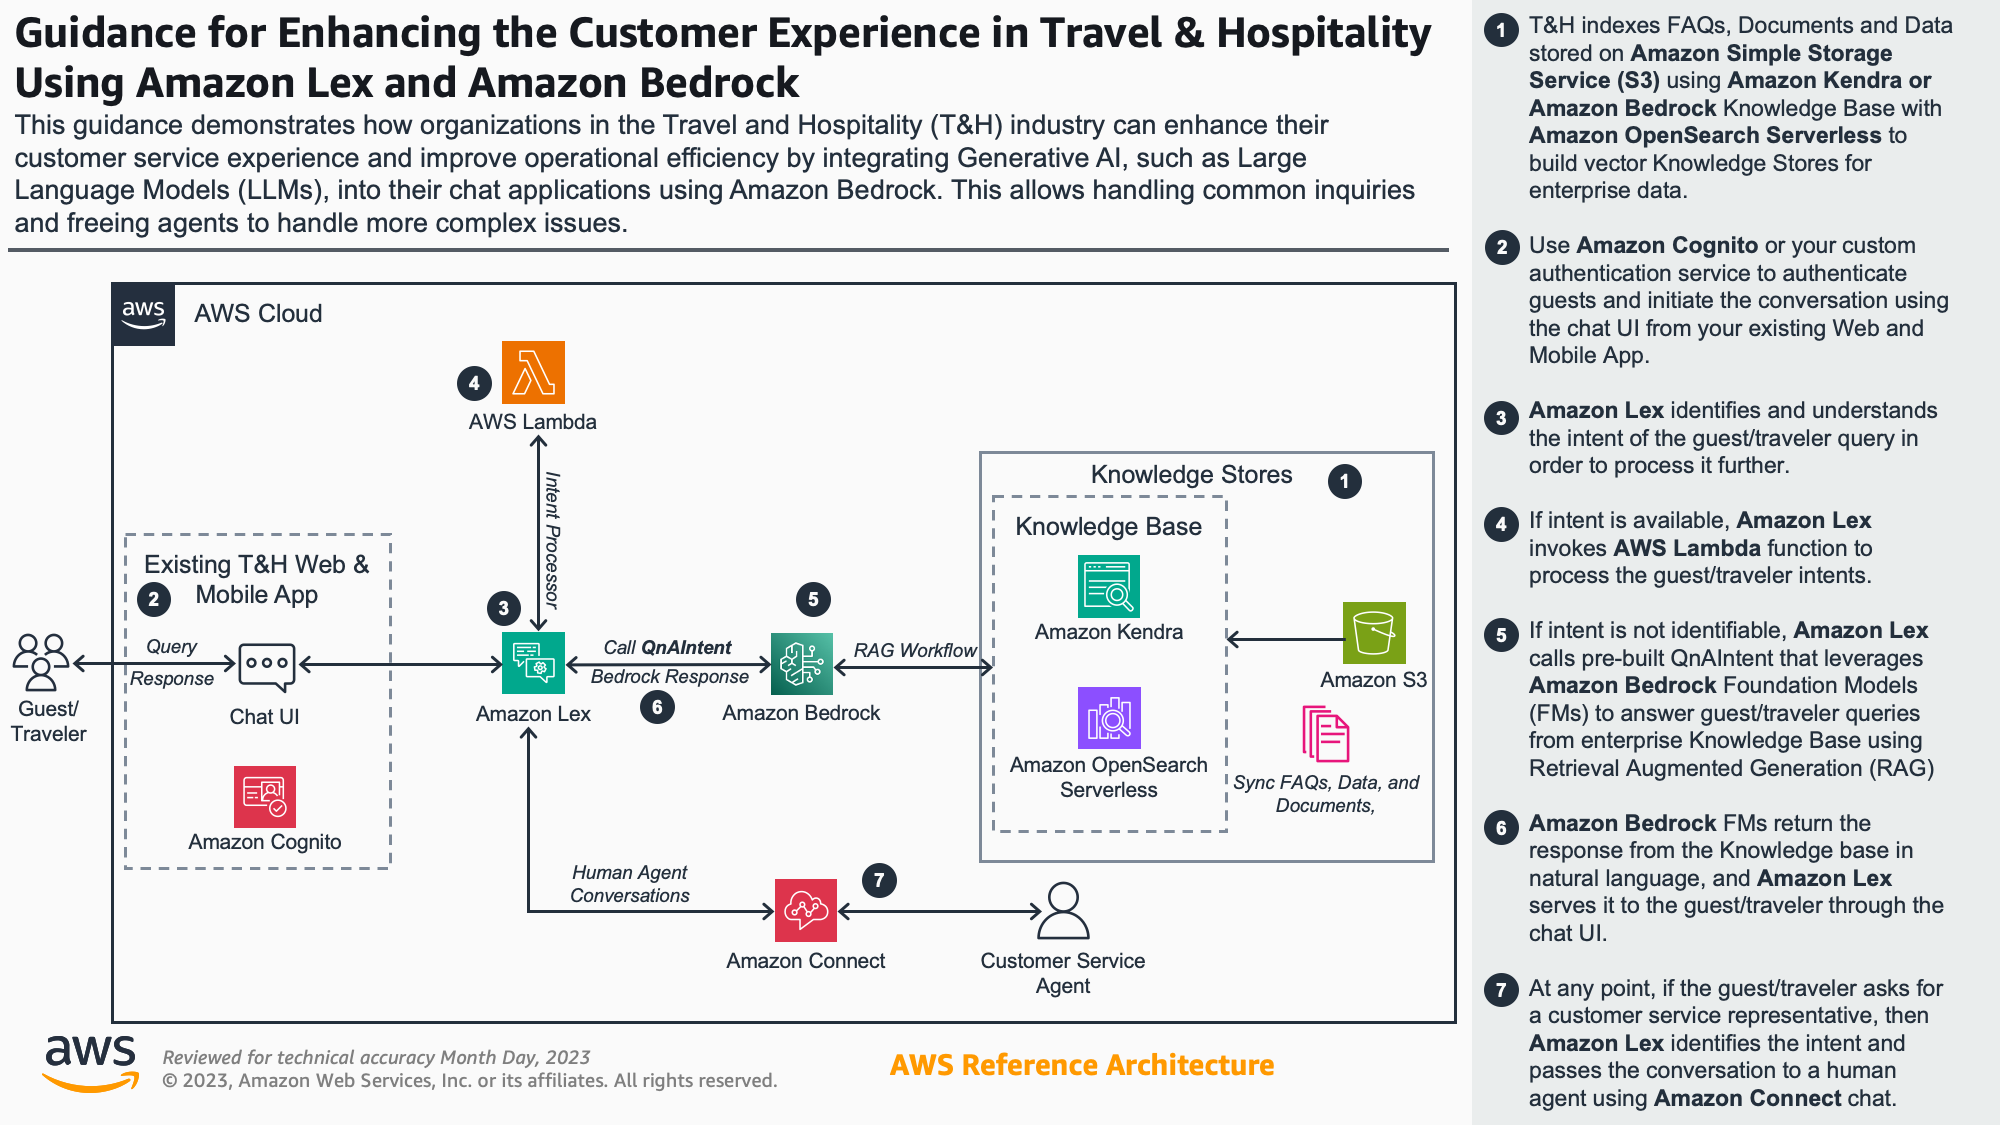 Guidance for Enhancing the Customer Experience in Travel & Hospitality
Using Amazon Lex and Amazon Bedrock
This guidance demonstrates how organizations in the Travel and Hospitality (T&H) industry can enhance their
customer service experience and improve operational efficiency by integrating Generative AI, such as Large
Language Models (LLMs), into their chat applications using Amazon Bedrock. This allows handling common inquiries
and freeing agents to handle more complex issues.
aws
AWS Cloud
4
AWS Lambda
Intent Processor
Existing T&H Web &
Mobile App
2
Query
Response
Guest/
Traveler
Chat UI
Amazon Cognito
3
Amazon Lex
Call QnAIntent
Bedrock Response
6
5
Amazon Bedrock
RAG Workflow
Knowledge Stores
1
Knowledge Base
Amazon Kendra
Amazon OpenSearch
Serverless
Amazon S3
Sync FAQs, Data, and
Documents,
Human Agent
Conversations
7
Amazon Connect
Customer Service
Agent
aws
Reviewed for technical accuracy Month Day, 2023
© 2023, Amazon Web Services, Inc. or its affiliates. All rights reserved.
AWS Reference Architecture
1
T&H indexes FAQs, Documents and Data
stored on Amazon Simple Storage
Service (S3) using Amazon Kendra or
Amazon Bedrock Knowledge Base with
Amazon OpenSearch Serverless to
build vector Knowledge Stores for
enterprise data.
2
Use Amazon Cognito or your custom
authentication service to authenticate
guests and initiate the conversation using
the chat UI from your existing Web and
Mobile App.
3
Amazon Lex identifies and understands
the intent of the guest/traveler query in
order to process it further.
4
If intent is available, Amazon Lex
invokes AWS Lambda function to
process the guest/traveler intents.
5
If intent is not identifiable, Amazon Lex
calls pre-built QnAIntent that leverages
Amazon Bedrock Foundation Models
(FMs) to answer guest/traveler queries
from enterprise Knowledge Base using
Retrieval Augmented Generation (RAG)
6
Amazon Bedrock FMs return the
response from the Knowledge base in
natural language, and Amazon Lex
serves it to the guest/traveler through the
chat UI.
7
At any point, if the guest/traveler asks for
a customer service representative, then
Amazon Lex identifies the intent and
passes the conversation to a human
agent using Amazon Connect chat.